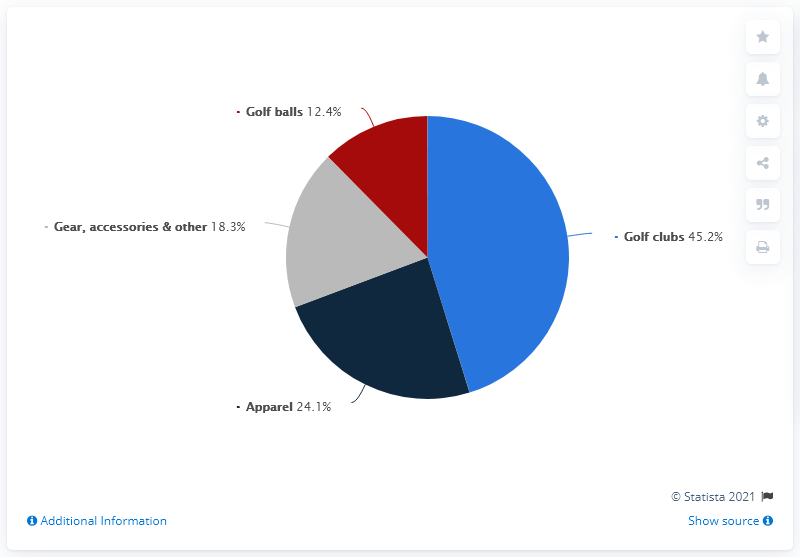 Golf balls 12.4%
Gear, accessories & other 18.3%
Golf clubs 45.2%
Apparel 24.1%
© Statista 2021
Additional Information
Show source